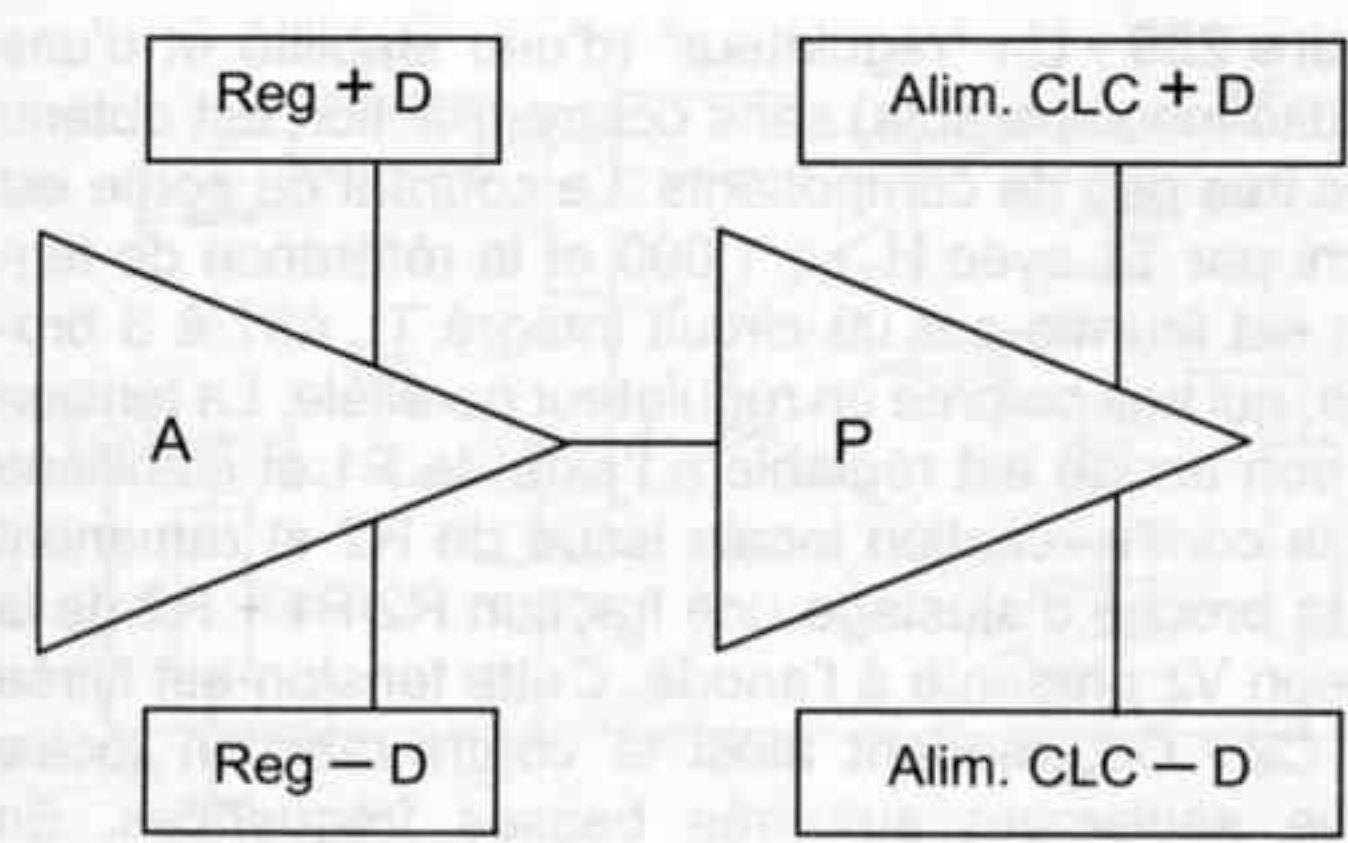 Reg + D
Alim. CLC + D
A
P
Reg — D
Alim. CLC — D